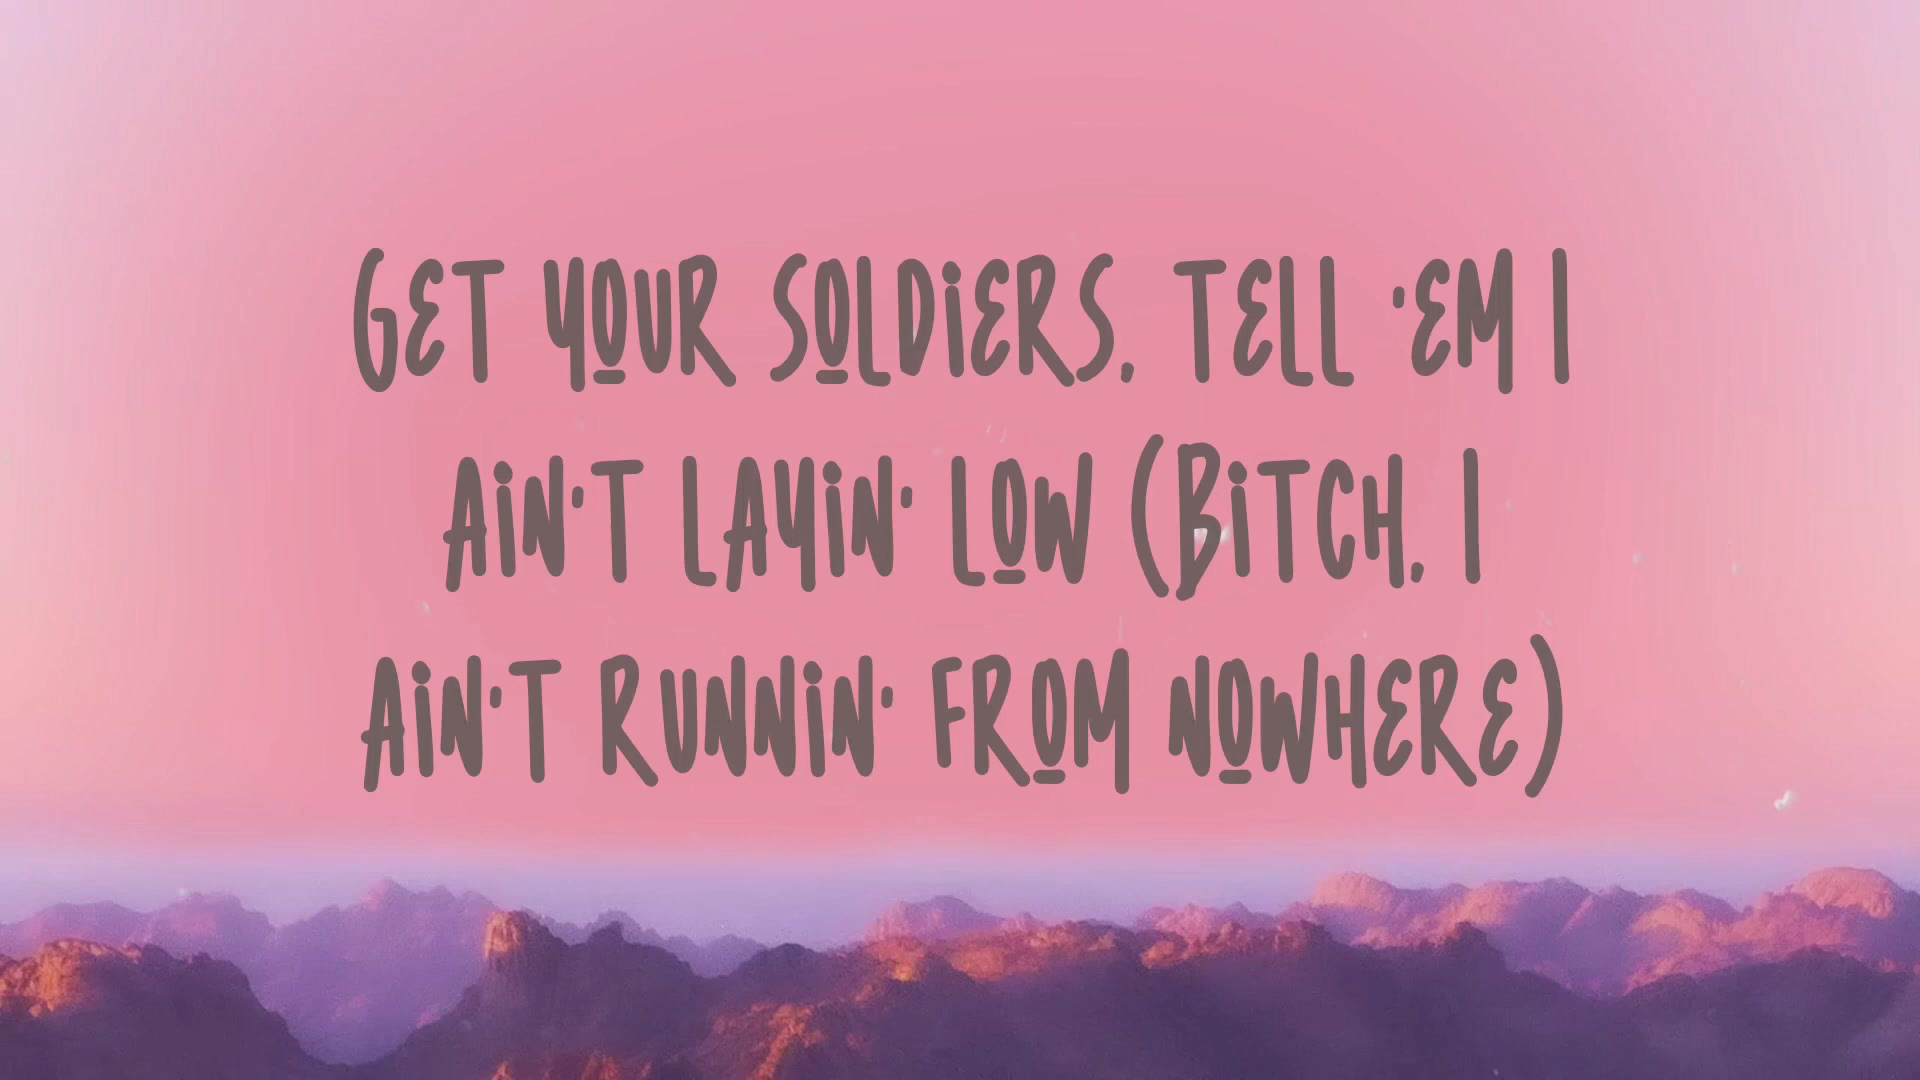 Get your soldiers, tell 'em I
ain't layin' low (Bitch, I
ain't runnin' from nowhere)